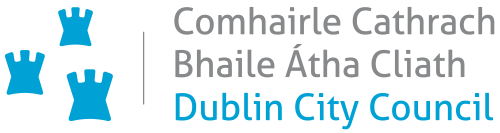 Comhairle Cathrach
Bhaile Átha Cliath
Dublin City Council